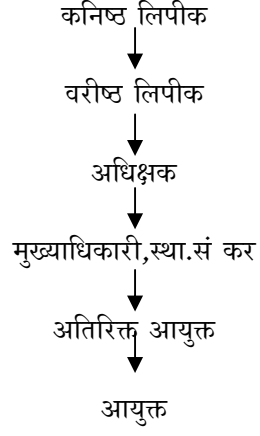 कनिष्ठ लिपीक
वरीष्ठ लिपीक
अधिक्षक
मुख्याधिकारी,स्था.सं कर
अतिरिक्त आयुक्त
आयुक्त